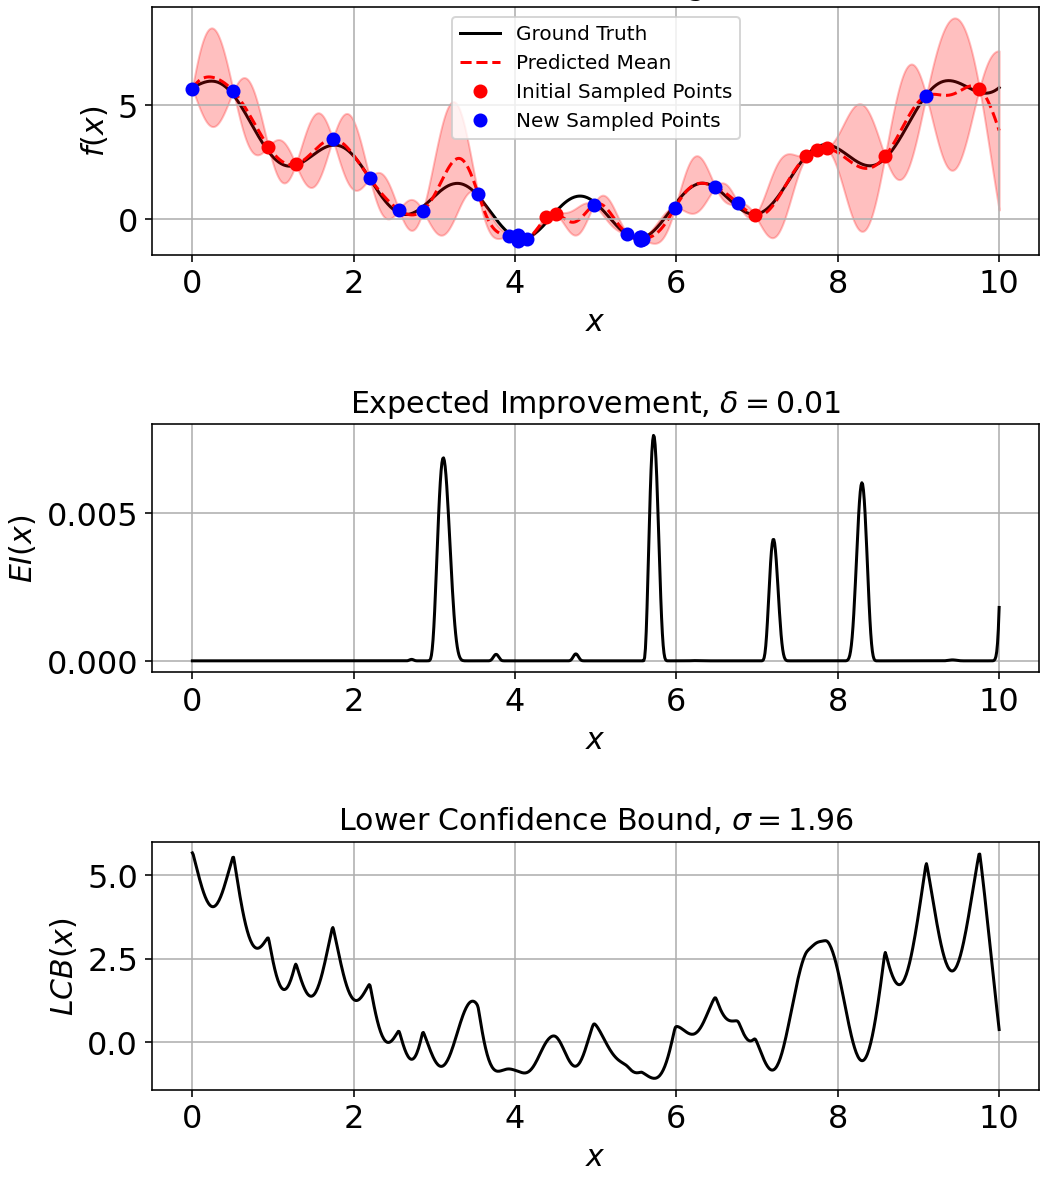 Ground Truth
Predicted Mean
Initial Sampled Points
New Sampled Points
f(x)
5
0
0 2 4 6 8 10
x
Expected Improvement, δ = 0.01
EI(x)
0.005
0.000
0 2 4 6 8 10
x
Lower Confidence Bound, σ = 1.96
LCB(x)
5.0
2.5
0.0
0 2 4 6 8 10
x